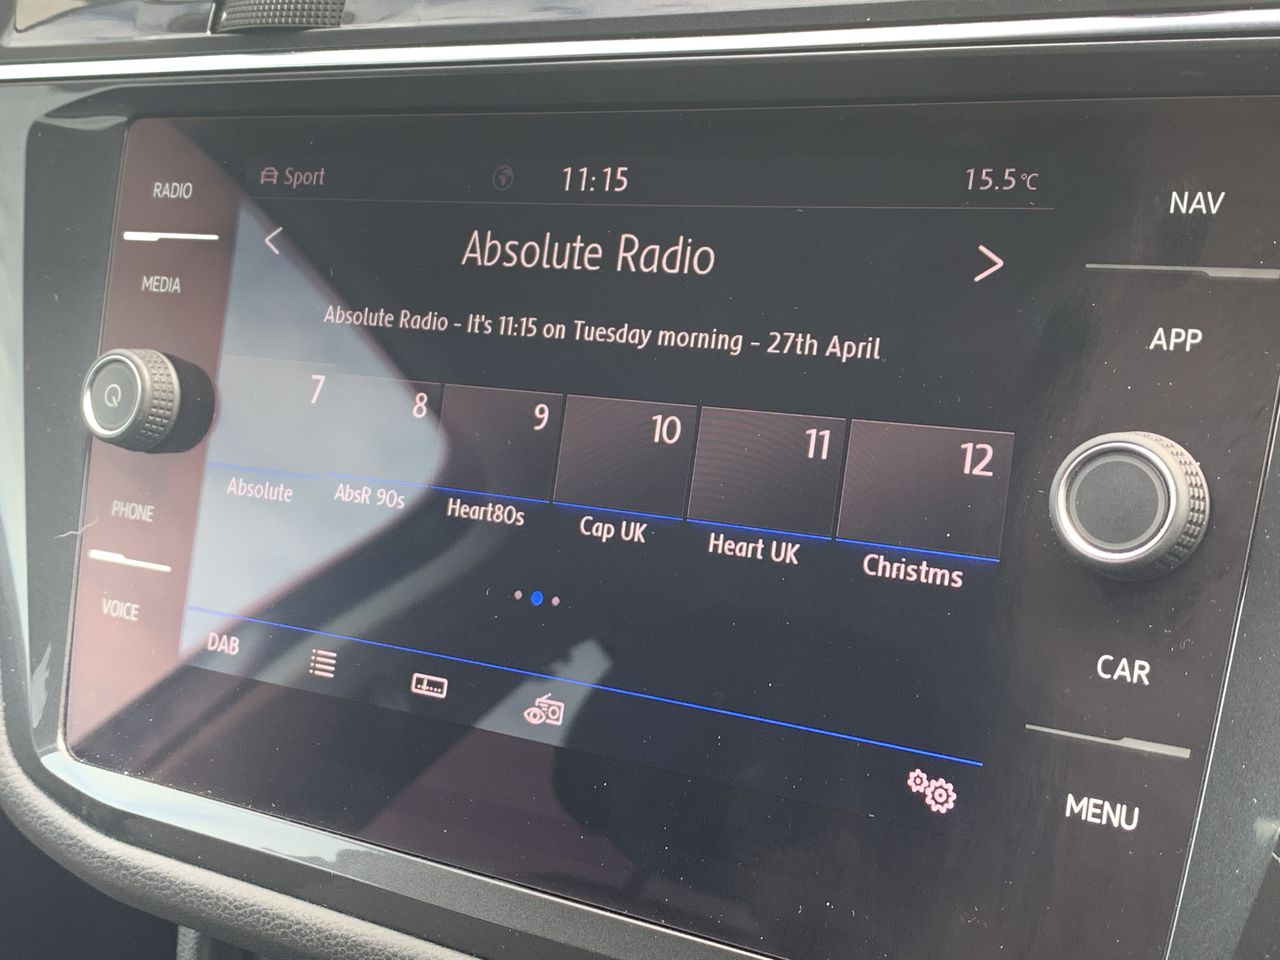 RADIO
MEDIA
PHONE
VOICE
Sport 11:15 15.5°C
Absolute Radio
Absolute Radio - It's 11:15 on Tuesday morning - 27th April
7 8 9 10 11 12
Absolute AbsR 90s Heart80s Cap UK Heart UK Christms
DAB
NAV
APP
CAR
MENU